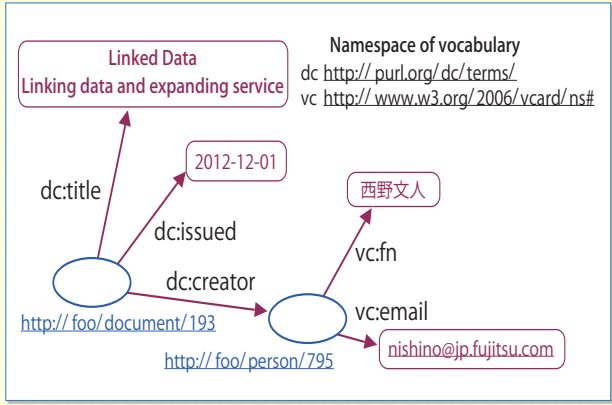 Linked Data
Linking data and expanding service
Namespace of vocabulary
dc http:// purl.org/dc/terms/
vc http:// www.w3.org/2006/vcard/ns#
2012-12-01
西野文人
dc:title
dc:issued
vc:fn
dc:creator
http:// foo/document/193
vc:email
nishino@jp.fujitsu.com
http:// foo/person/795